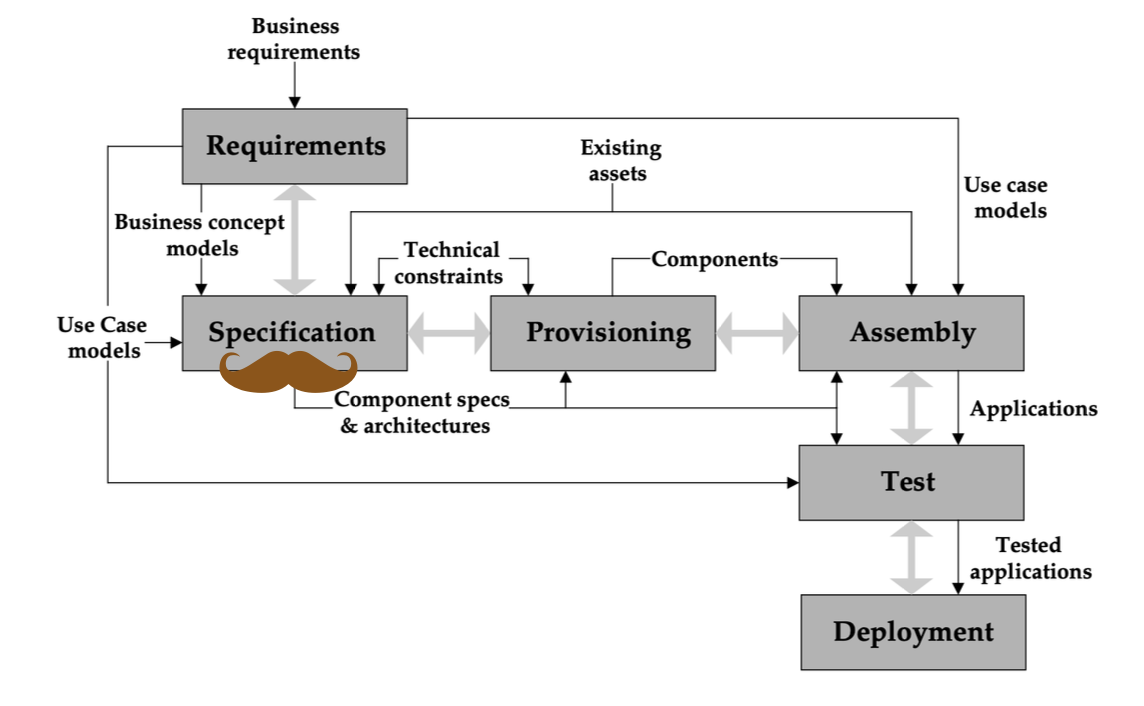 Business
requirements
Requirements
Existing
assets
Use case
models
Business concept
models
Technical
constraints
Components
Use Case
models
Specification
Provisioning
Assembly
Component specs
& architectures
Applications
Test
Tested
applications
Deployment